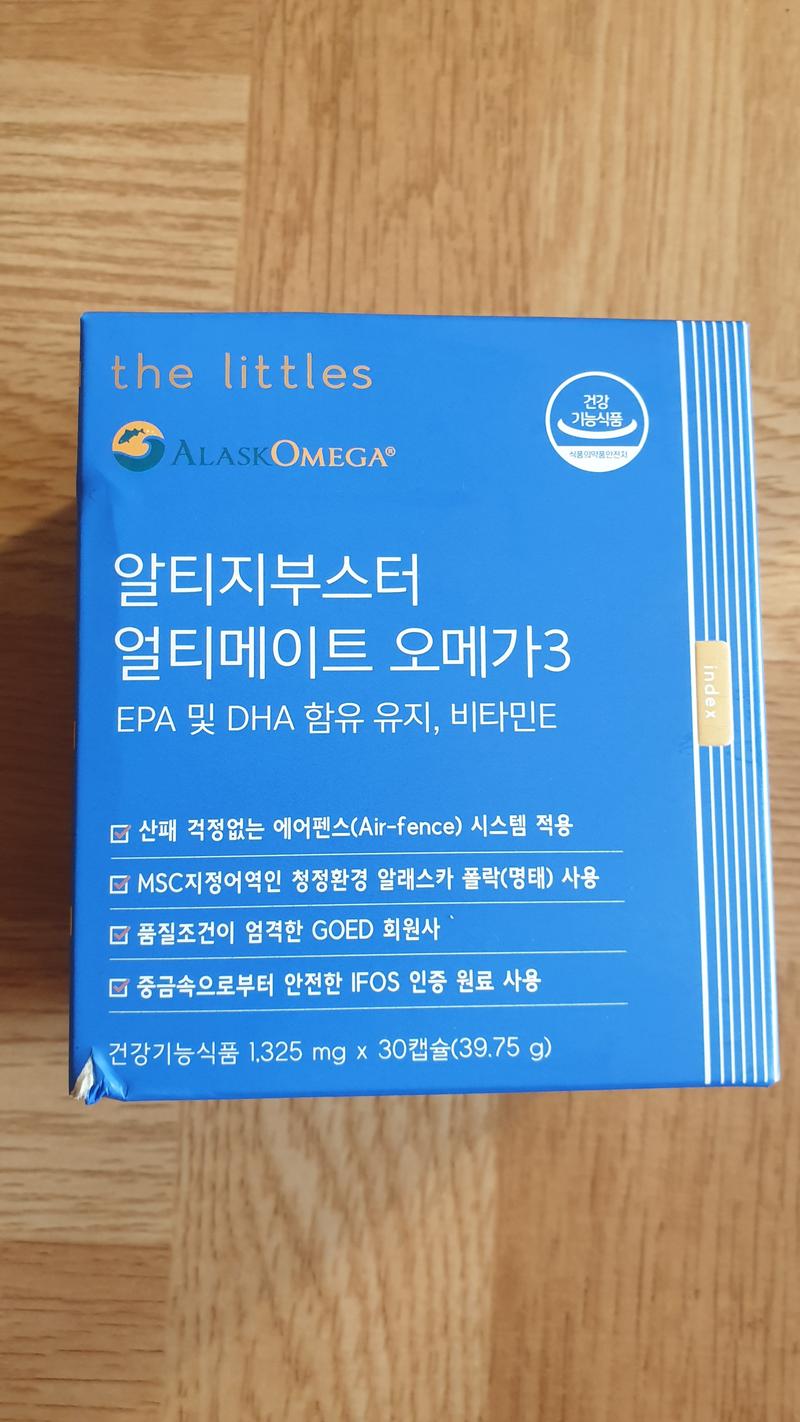 the littles
ALASKOMEGA®
건강
기능식품
식품의약품안전처
알티지부스터
얼티메이트 오메가3
EPA 및 DHA 함유 유지, 비타민E
index
산패 걱정없는 에어펜스(Air-fence) 시스템 적용
MSC지정어역인 청정환경 알래스카 폴락(명태) 사용
품질조건이 엄격한 GOED 회원사
중금속으로부터 안전한 IFOS 인증 원료 사용
건강기능식품 1,325 mg x 30캡슐(39.75 g)